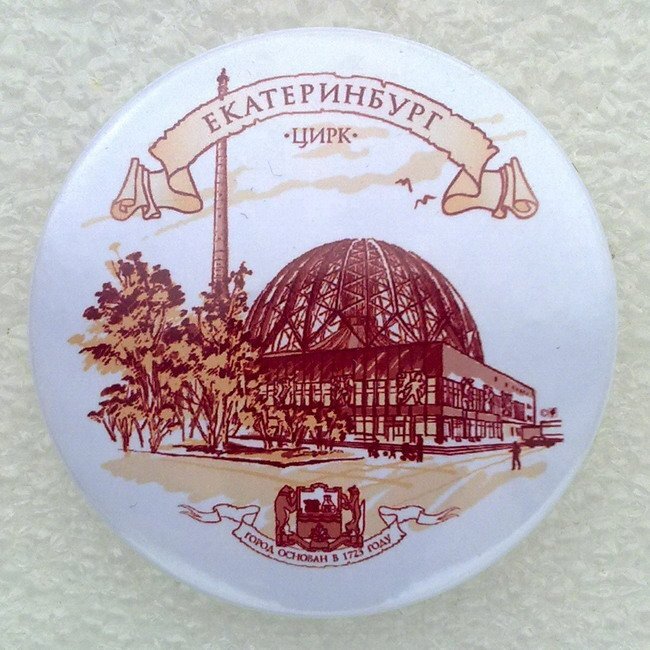 ЕКАТЕРИНБУРГ
·ЦИРК·
ГОРОД ОСНОВАН В 1723 ГОДУ